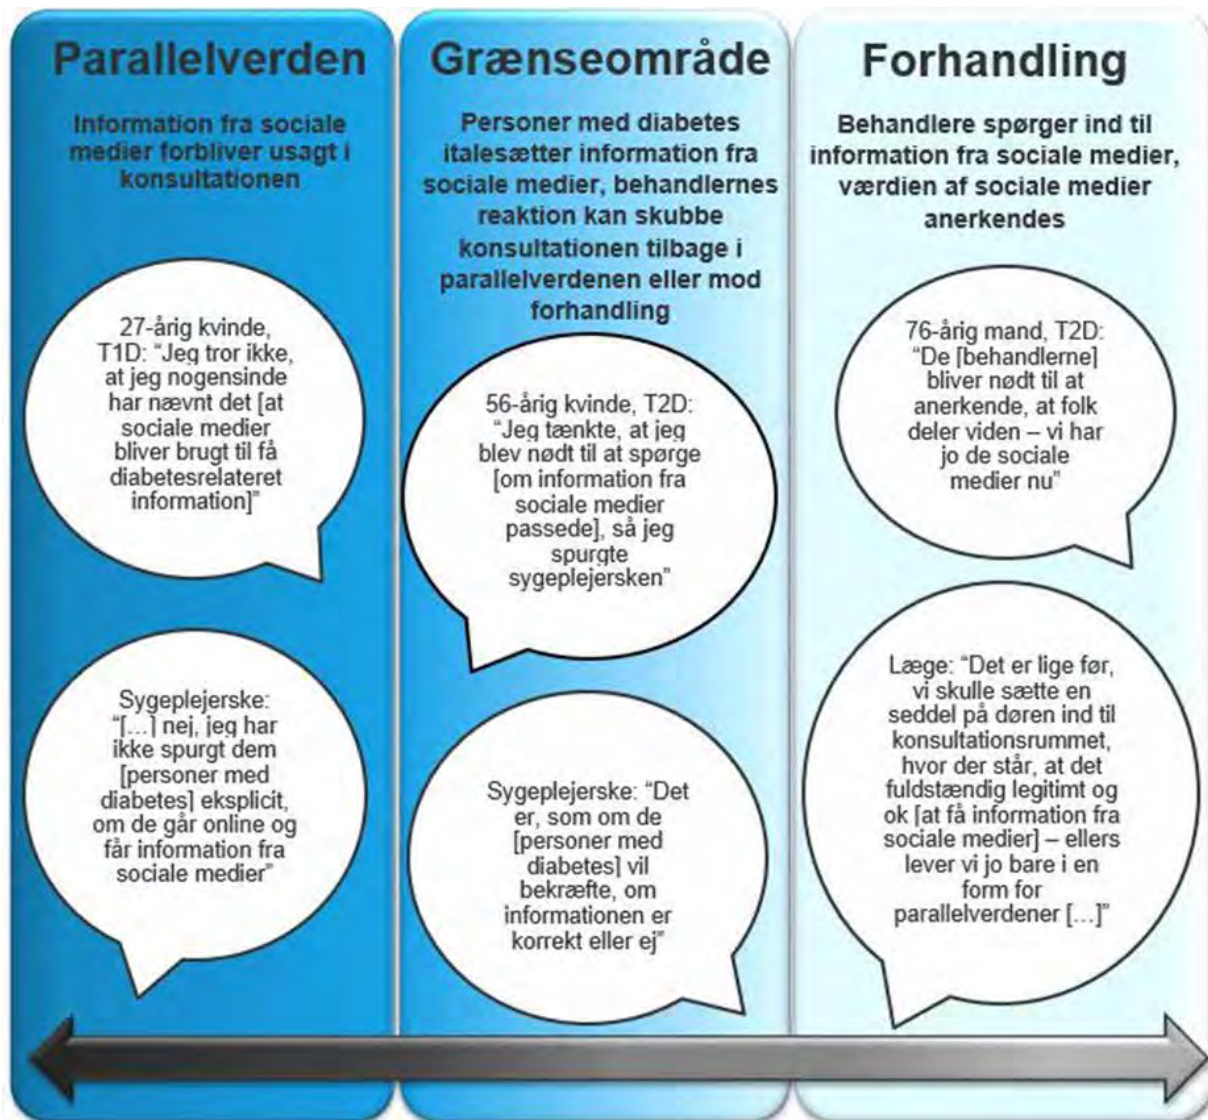 Parallelverden
Information fra sociale
medier forbliver usagt i
konsultationen
27-årig kvinde,
T1D: “Jeg tror ikke,
at jeg nogensinde
har nævnt det [at
sociale medier
bliver brugt til få
diabetesrelateret
information]”
Sygeplejerske:
“[…] nej, jeg har
ikke spurgt dem
[personer med
diabetes] eksplicit,
om de går online og
får information fra
sociale medier”
Grænseområde
Personer med diabetes
italesætter information fra
sociale medier, behandlernes
reaktion kan skubbe
konsultationen tilbage i
parallelverdenen eller mod
forhandling
56-årig kvinde, T2D:
“Jeg tænkte, at jeg
blev nødt til at spørge
[om information fra
sociale medier
passede], så jeg
spurgte
sygeplejersken”
Sygeplejerske: “Det
er, som om de
[personer med
diabetes] vil
bekræfte, om
informationen er
korrekt eller ej”
Forhandling
Behandlere spørger ind til
information fra sociale medier,
værdien af sociale medier
anerkendes
76-årig mand, T2D:
“De [behandlerne]
bliver nødt til at
anerkende, at folk
deler viden – vi har
jo de sociale
medier nu”
Læge: “Det er lige før,
vi skulle sætte en
seddel på døren ind til
konsultationsrummet,
hvor der står, at det
fuldstændig legitimt og
ok [at få information fra
sociale medier] – ellers
lever vi jo bare i en
form for
parallelverdener […]”